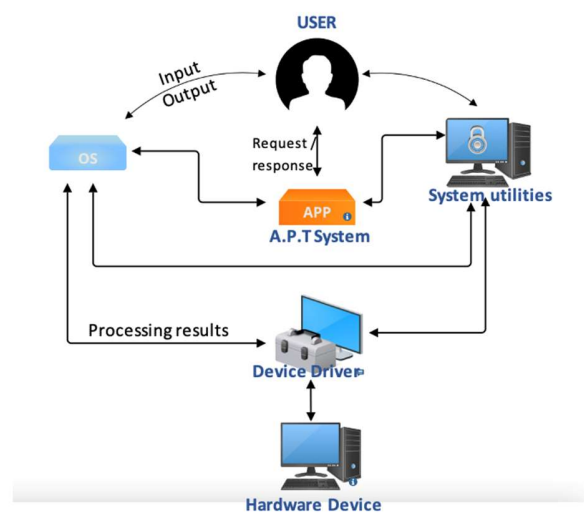 USER
Input
Output
OS
Request /
response
System utilities
APP
A.P.T System
Processing results
Device Driver
Hardware Device